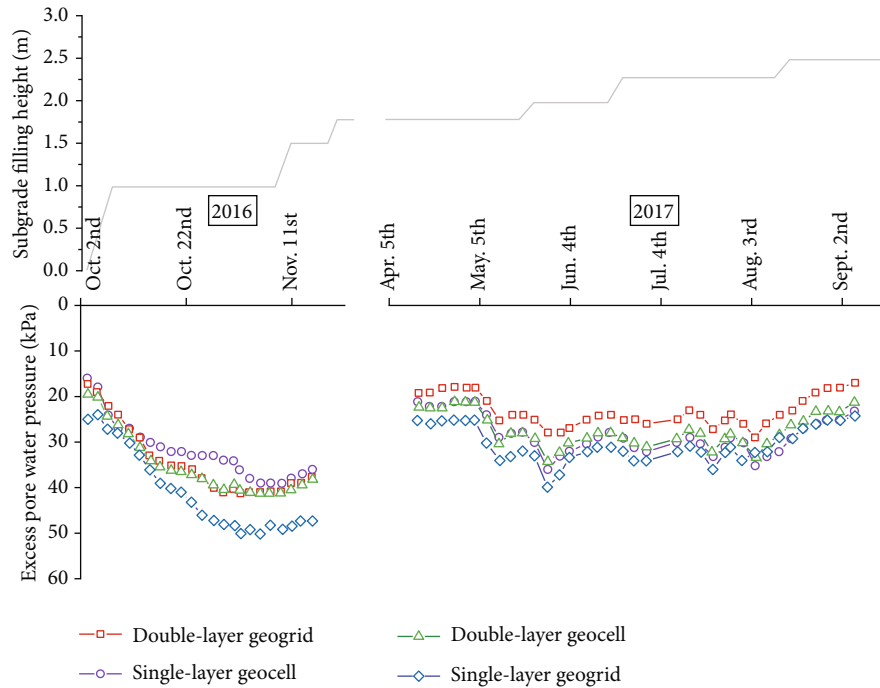 Subgrade filling height (m)
3.0
2.5
2.0
1.5
1.0
0.5
0.0
2016
2017
Oct. 2nd
Oct. 22nd
Nov. 11st
Apr. 5th
May. 5th
Jun. 4th
Jul. 4th
Aug. 3rd
Sept. 2nd
Excess pore water pressure (kPa)
0
10
20
30
40
50
60
Double-layer geogrid
Double-layer geocell
Single-layer geocell
Single-layer geogrid